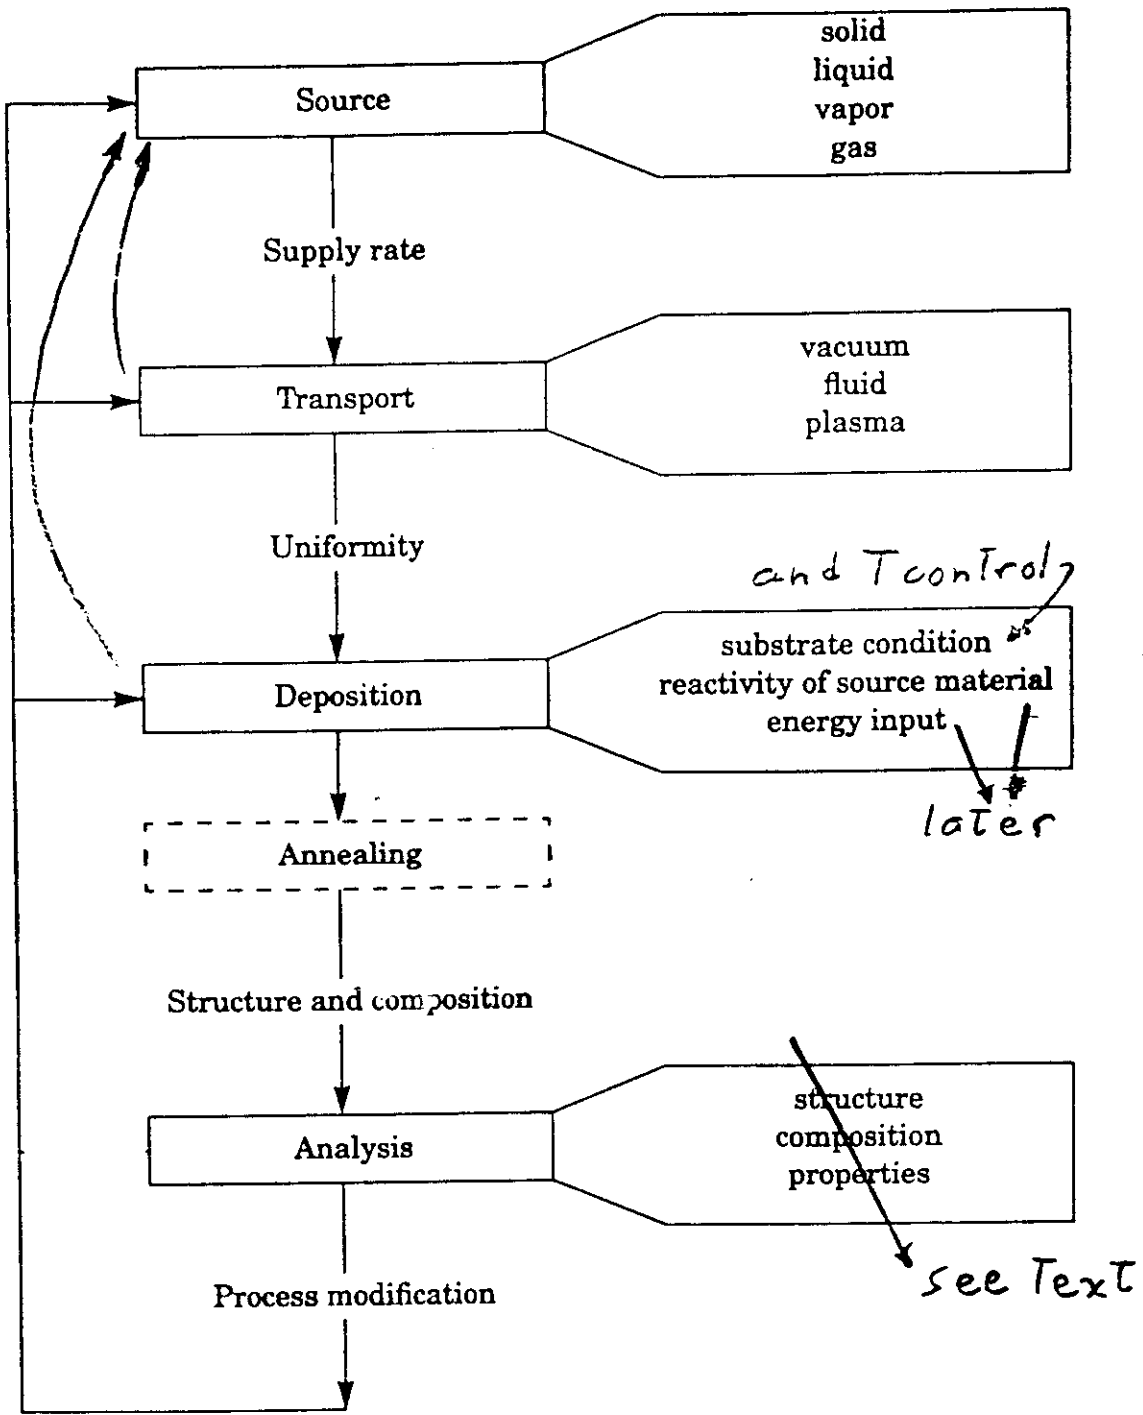 solid
liquid
Source
vapor
gas
Supply rate
vacuum
fluid
Transport
plasma
Uniformity
and T control
substrate condition
reactivity of source material
Deposition
energy input
later
Annealing
Structure and composition
structure
composition
Analysis
properties
see Text
Process modification